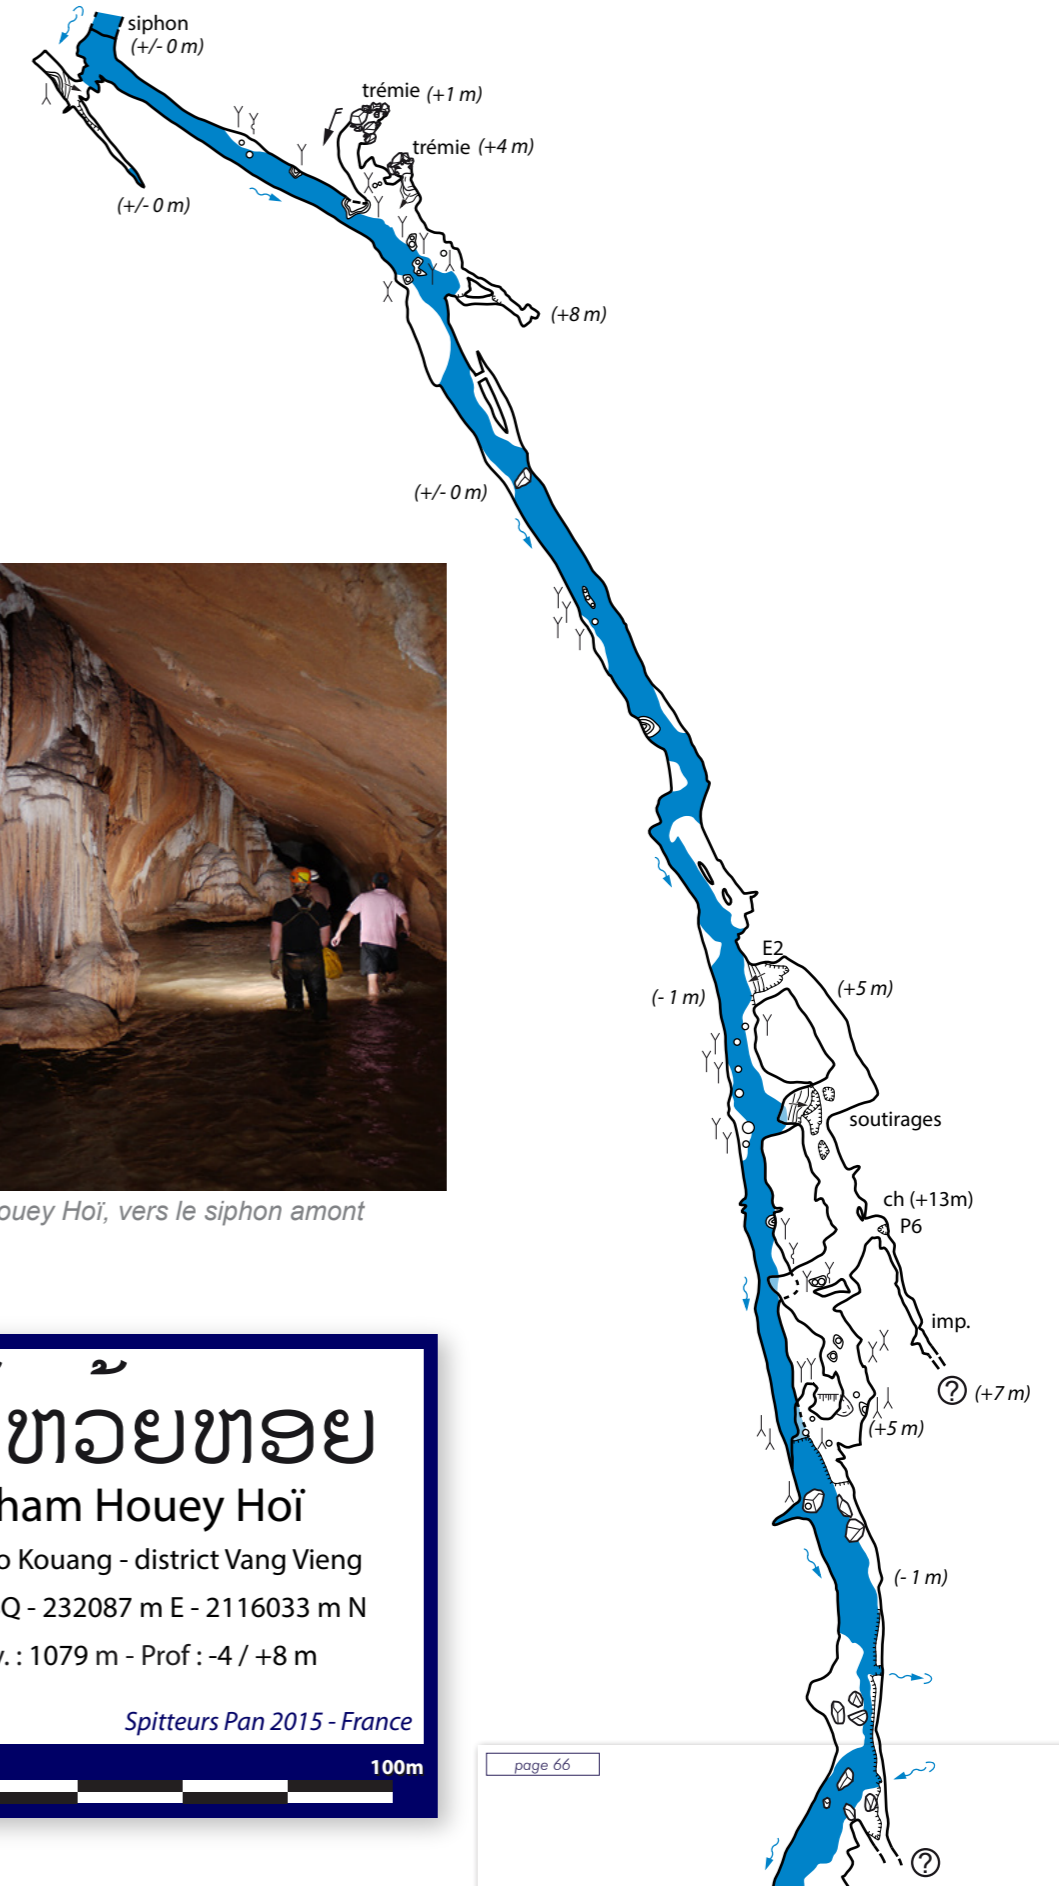 siphon
(+/- 0 m)
trémie (+1 m)
trémie (+4 m)
(+/- 0 m)
(+8 m)
(+/- 0 m)
E2
(- 1 m)
(+5 m)
soutirages
ch (+13m)
P6
imp.
? (+7 m)
(+5 m)
(- 1 m)
?
ouey Hoï, vers le siphon amont
ຫ້ວຍຫອຍ
ham Houey Hoï
o Kouang - district Vang Vieng
Q - 232087 m E - 2116033 m N
. : 1079 m - Prof : -4 / +8 m
Spitteurs Pan 2015 - France
100m
page 66